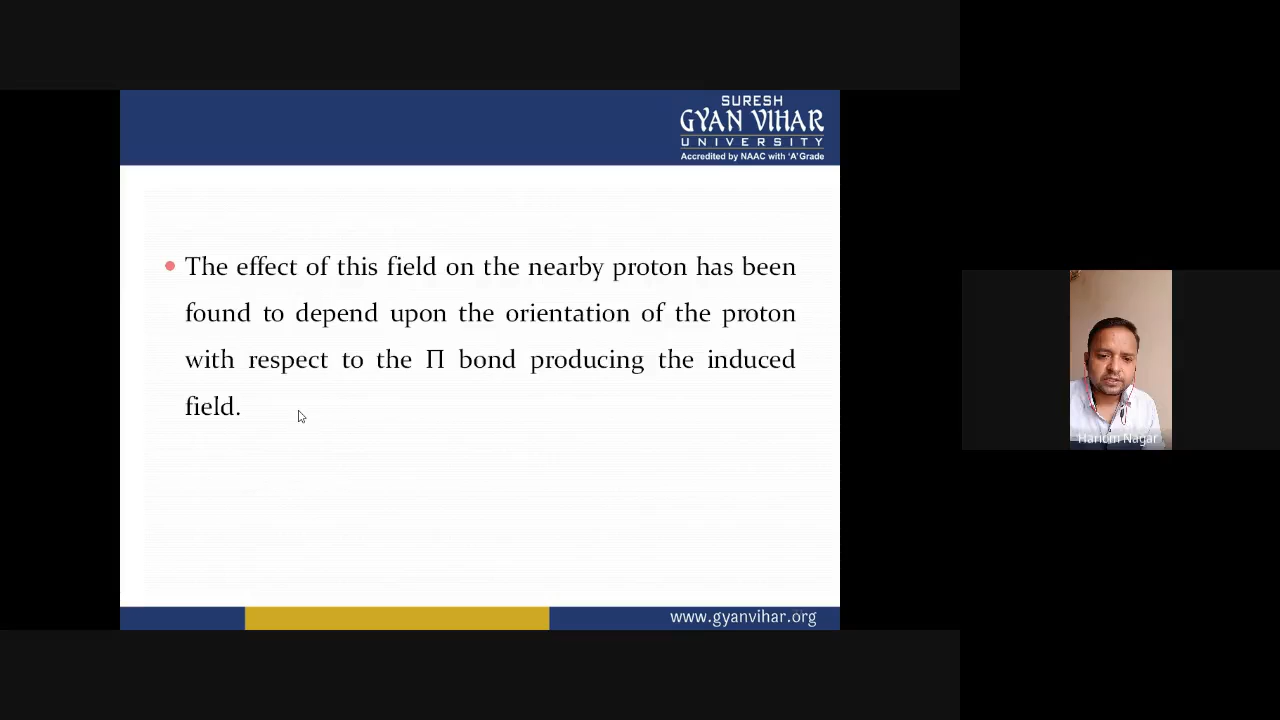 SURESH
GYAN VIHAR
UNIVERSITY
Accredited by NAAC with 'A' Grade
The effect of this field on the nearby proton has been
found to depend upon the orientation of the proton
with respect to the Π bond producing the induced
field.
www.gyanvihar.org
Hariom Nagar